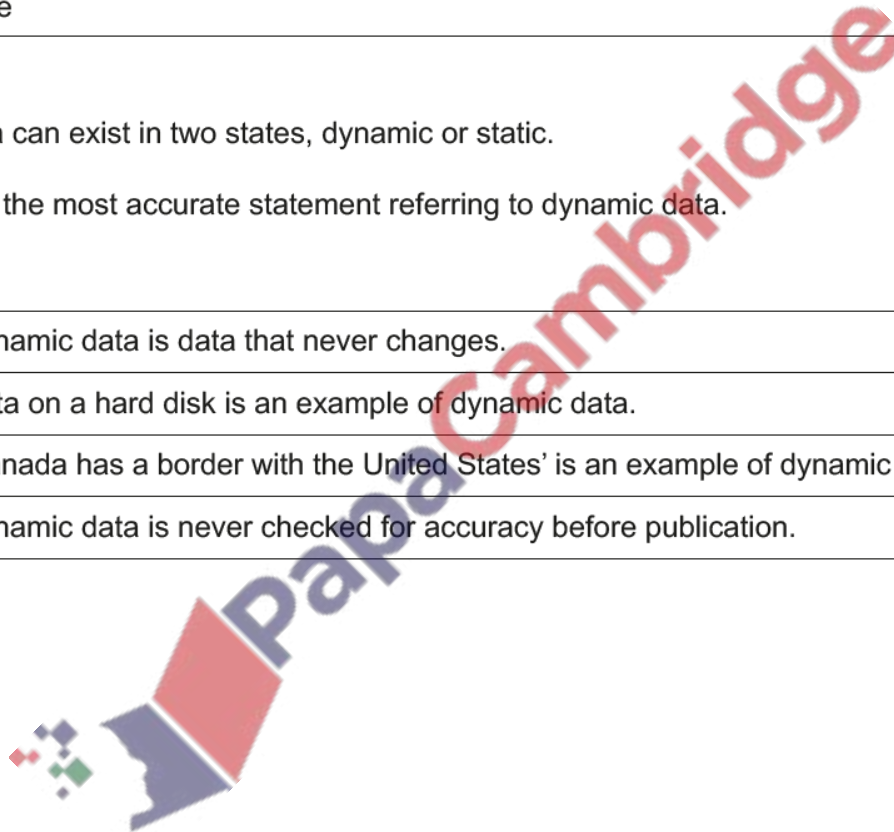 e
can exist in two states, dynamic or static.
the most accurate statement referring to dynamic data.
namic data is data that never changes.
ta on a hard disk is an example of dynamic data.
nada has a border with the United States’ is an example of dynamic
namic data is never checked for accuracy before publication.
PapaCambridge